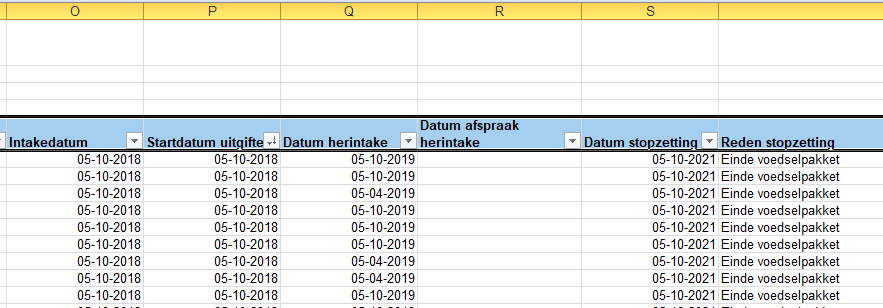 O P Q R S
Datum afspraak
Intakedatum Startdatum uitgifte Datum herintake herintake Datum stopzetting Reden stopzetting
05-10-2018 05-10-2018 05-10-2019 05-10-2021 Einde voedselpakket
05-10-2018 05-10-2018 05-10-2019 05-10-2021 Einde voedselpakket
05-10-2018 05-10-2018 05-04-2019 05-10-2021 Einde voedselpakket
05-10-2018 05-10-2018 05-10-2019 05-10-2021 Einde voedselpakket
05-10-2018 05-10-2018 05-10-2019 05-10-2021 Einde voedselpakket
05-10-2018 05-10-2018 05-10-2019 05-10-2021 Einde voedselpakket
05-10-2018 05-10-2018 05-04-2019 05-10-2021 Einde voedselpakket
05-10-2018 05-10-2018 05-04-2019 05-10-2021 Einde voedselpakket
05-10-2018 05-10-2018 05-10-2019 05-10-2021 Einde voedselpakket